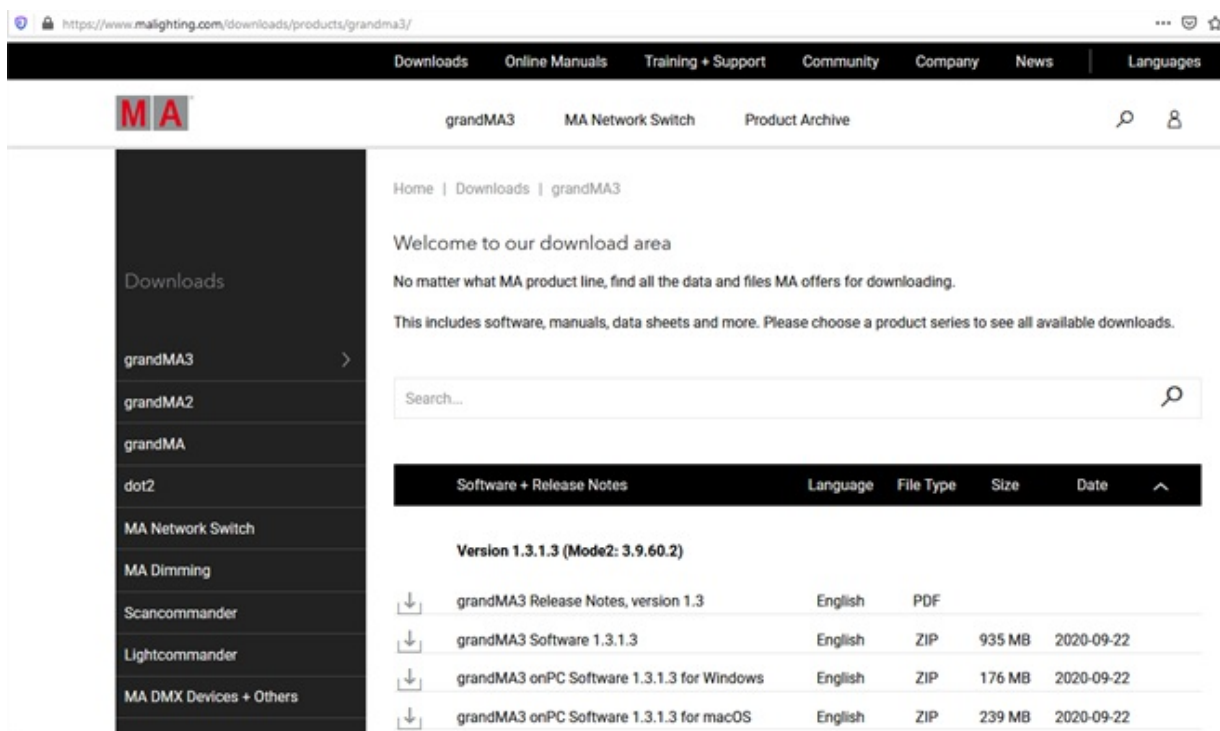 https://www.malighting.com/downloads/products/grandma3/
Downloads Online Manuals Training + Support Community Company News Languages
MA grandMA3 MA Network Switch Product Archive
Home | Downloads | grandMA3
Welcome to our download area
Downloads
No matter what MA product line, find all the data and files MA offers for downloading.
This includes software, manuals, data sheets and more. Please choose a product series to see all available downloads.
grandMA3
grandMA2
grandMA
dot2
MA Network Switch
MA Dimming
Scancommander
Lightcommander
MA DMX Devices + Others
Search...
Software + Release Notes Language File Type Size Date
Version 1.3.1.3 (Mode2: 3.9.60.2)
grandMA3 Release Notes, version 1.3 English PDF
grandMA3 Software 1.3.1.3 English ZIP 935 MB 2020-09-22
grandMA3 onPC Software 1.3.1.3 for Windows English ZIP 176 MB 2020-09-22
grandMA3 onPC Software 1.3.1.3 for macOS English ZIP 239 MB 2020-09-22